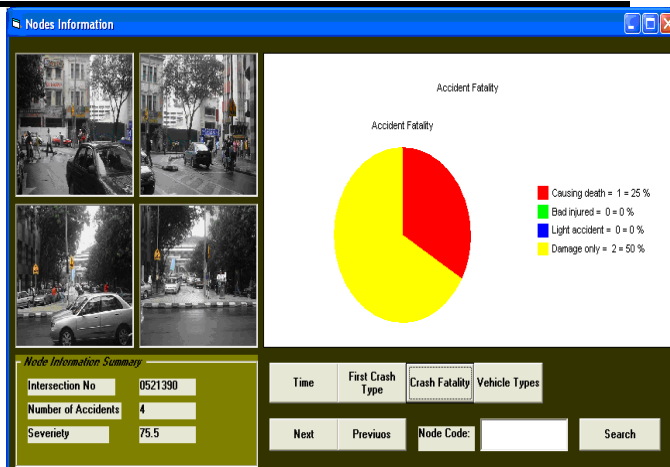 Nodes Information
Accident Fatality
Accident Fatality
Causing death = 1 = 25 %
Bad injured = 0 = 0 %
Light accident = 0 = 0 %
Damage only = 2 = 50 %
Node Information Summary
Intersection No 0521390
Number of Accidents 4
Severiety 75.5
Time
First Crash
Type
Crash Fatality
Vehicle Types
Next
Previuos
Node Code:
Search